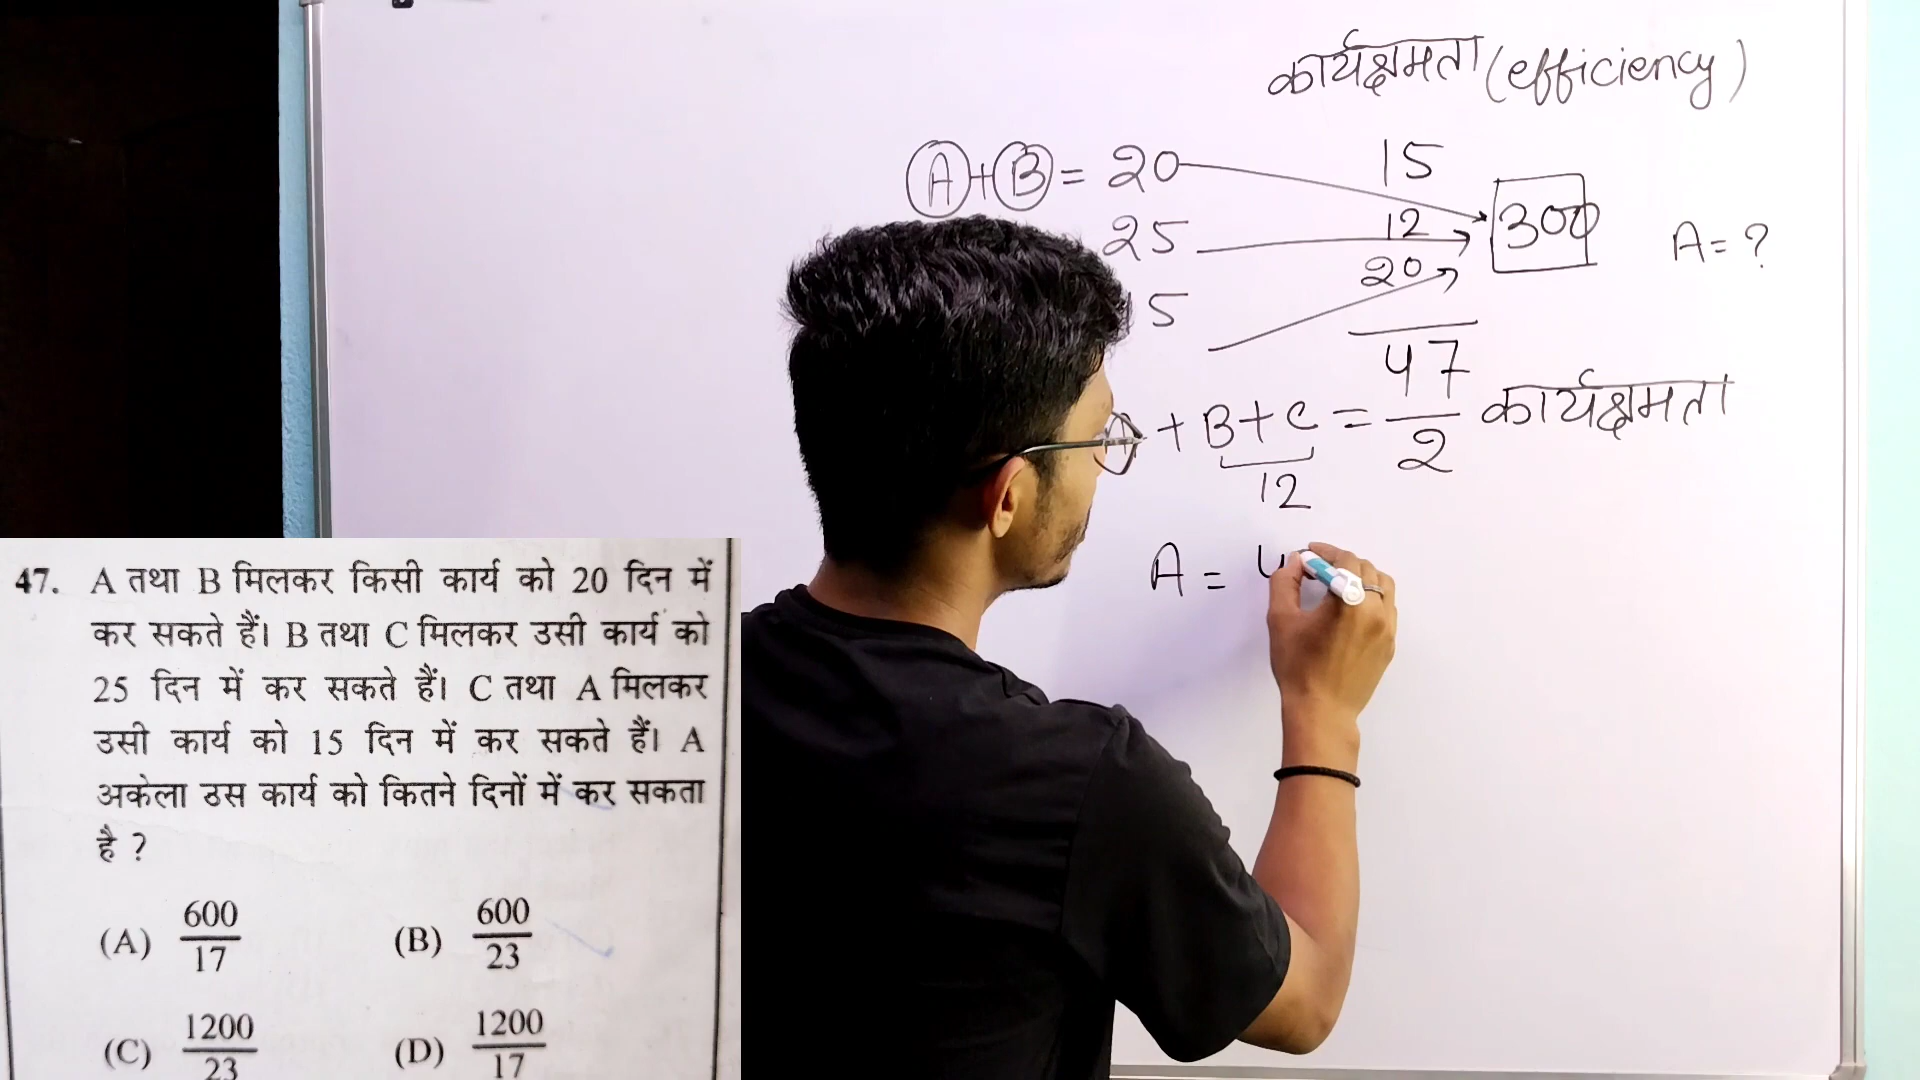 कार्यक्षमता (efficiency)
A + B = 20
15
25
12
300
A = ?
20
15
47
+ B + C = 47/2 कार्यक्षमता
12
A = 4
47. A तथा B मिलकर किसी कार्य को 20 दिन में
कर सकते हैं। B तथा C मिलकर उसी कार्य को
25 दिन में कर सकते हैं। C तथा A मिलकर
उसी कार्य को 15 दिन में कर सकते हैं। A
अकेला उस कार्य को कितने दिनों में कर सकता
है ?
(A) 600/17 (B) 600/23
(C) 1200/23 (D) 1200/17